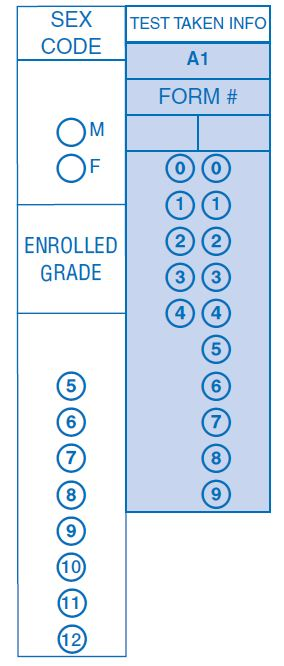 SEX
CODE
M
F
ENROLLED
GRADE
5
6
7
8
9
10
11
12
TEST TAKEN INFO
A1
FORM #
0 0
1 1
2 2
3 3
4 4
5
6
7
8
9